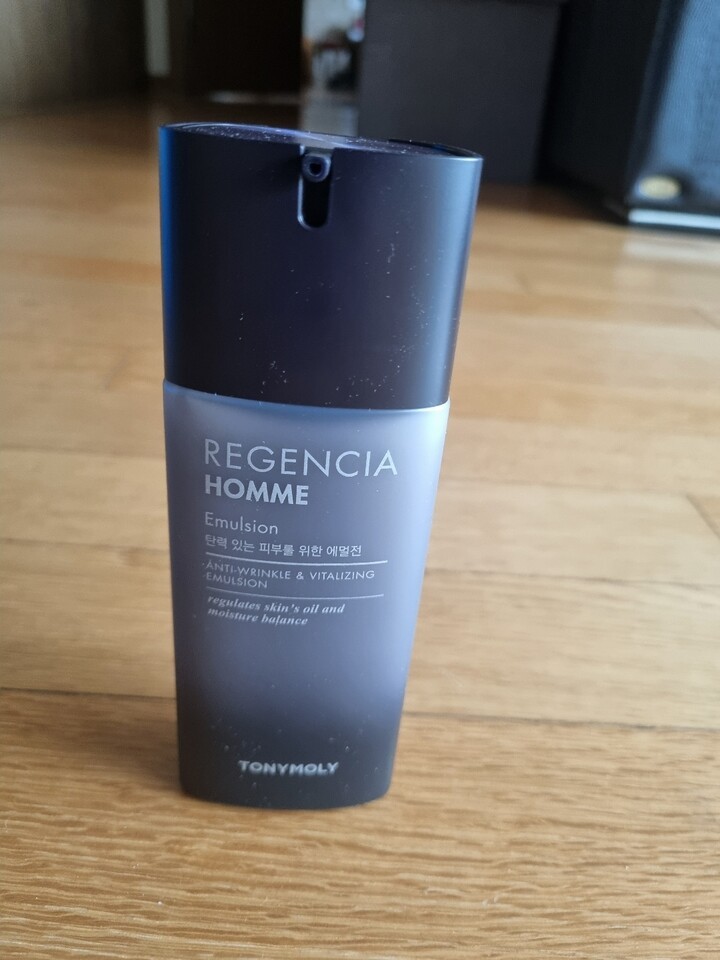 REGENCIA
HOMME
Emulsion
탄력 있는 피부를 위한 에멀전
ANTI-WRINKLE & VITALIZING
EMULSION
regulates skin's oil and
moisture balance
TONYMOLY